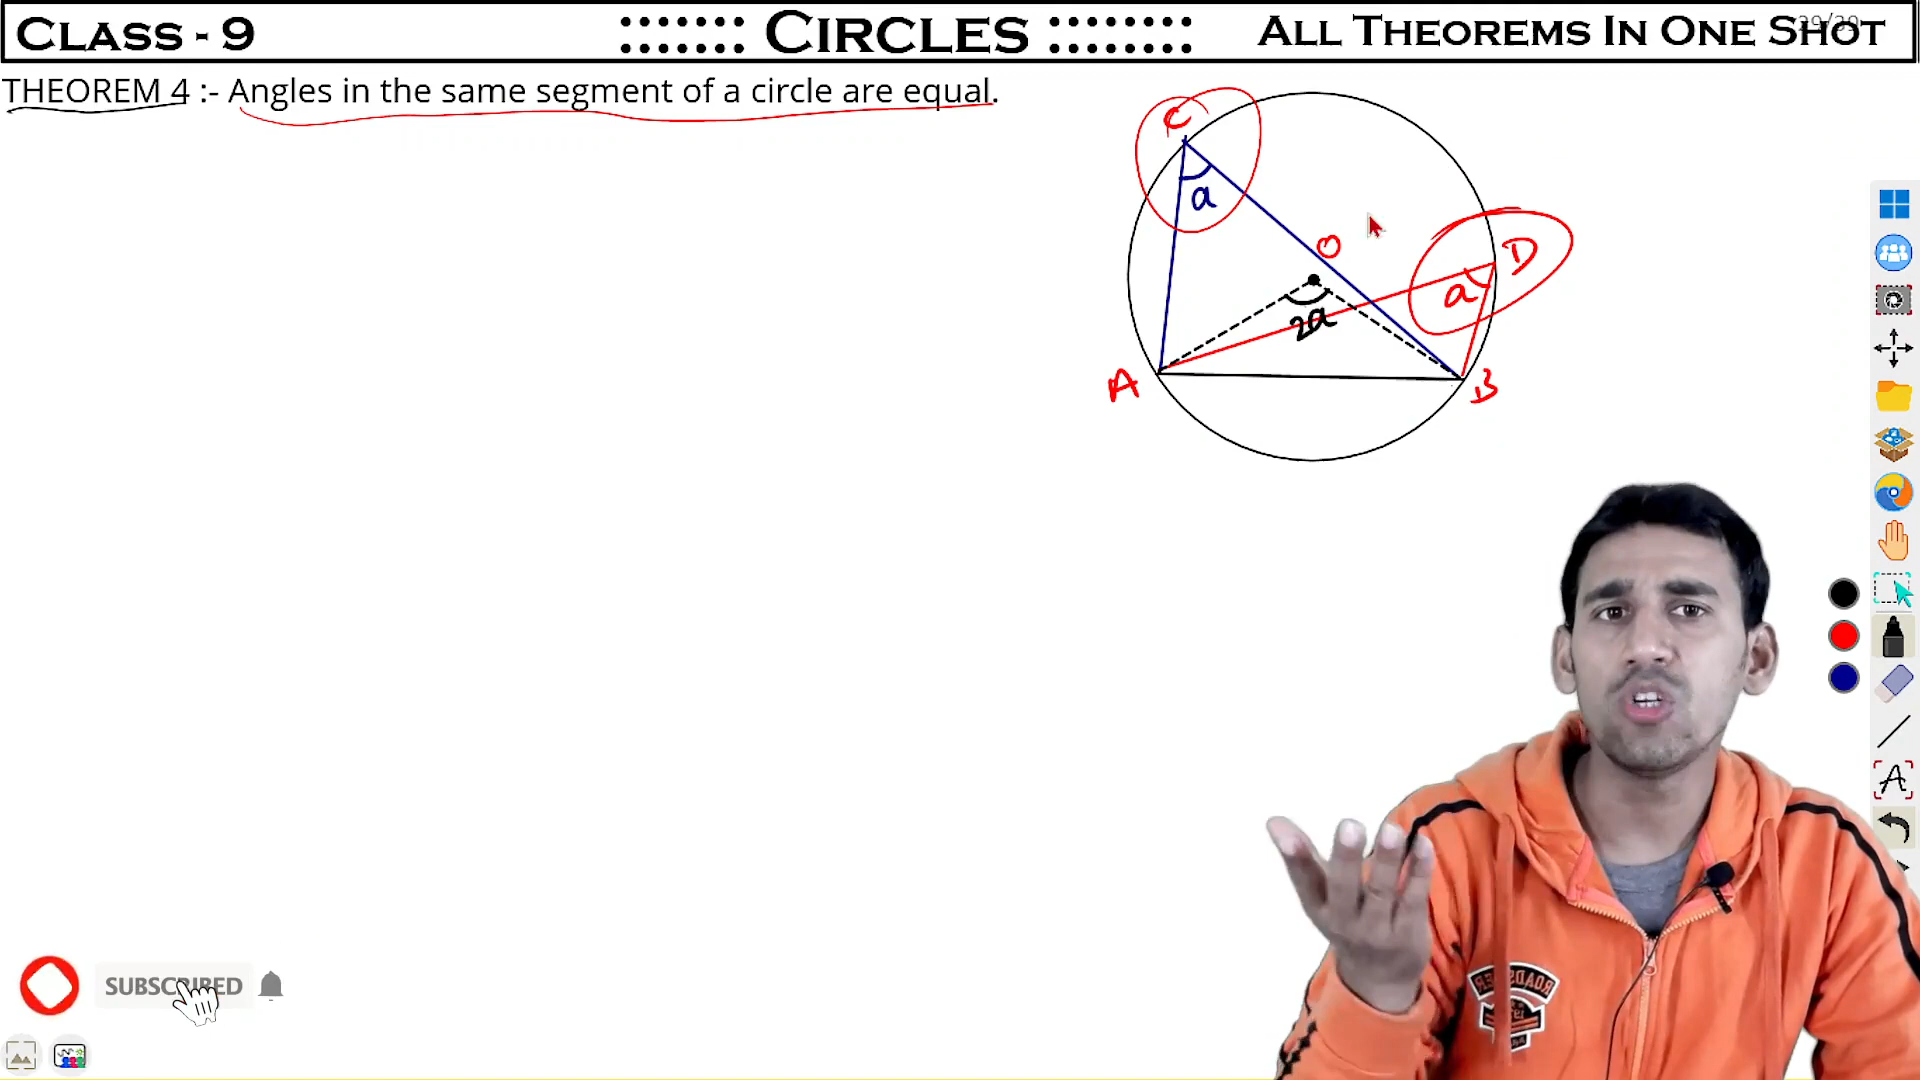 CLASS - 9
CIRCLES
ALL THEOREMS IN ONE SHOT
THEOREM 4 :- Angles in the same segment of a circle are equal.
C
a
O
D
a
2a
A
B
SUBSCRIBED
ROADSTER
A